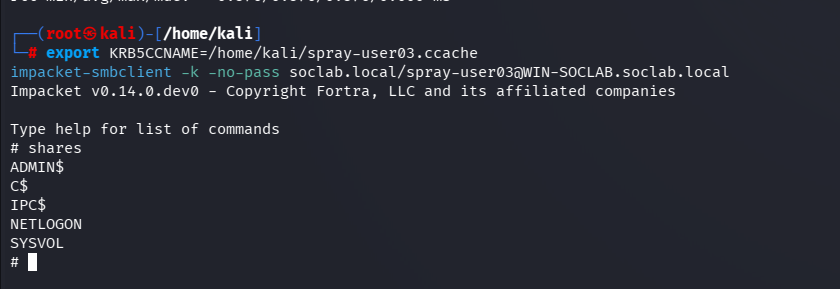 ┌──(root㉿kali)-[/home/kali]
└─# export KRB5CCNAME=/home/kali/spray-user03.ccache
impacket-smbclient -k -no-pass soclab.local/spray-user03@WIN-SOCLAB.soclab.local
Impacket v0.14.0.dev0 - Copyright Fortra, LLC and its affiliated companies

Type help for list of commands
# shares
ADMIN$
C$
IPC$
NETLOGON
SYSVOL
#